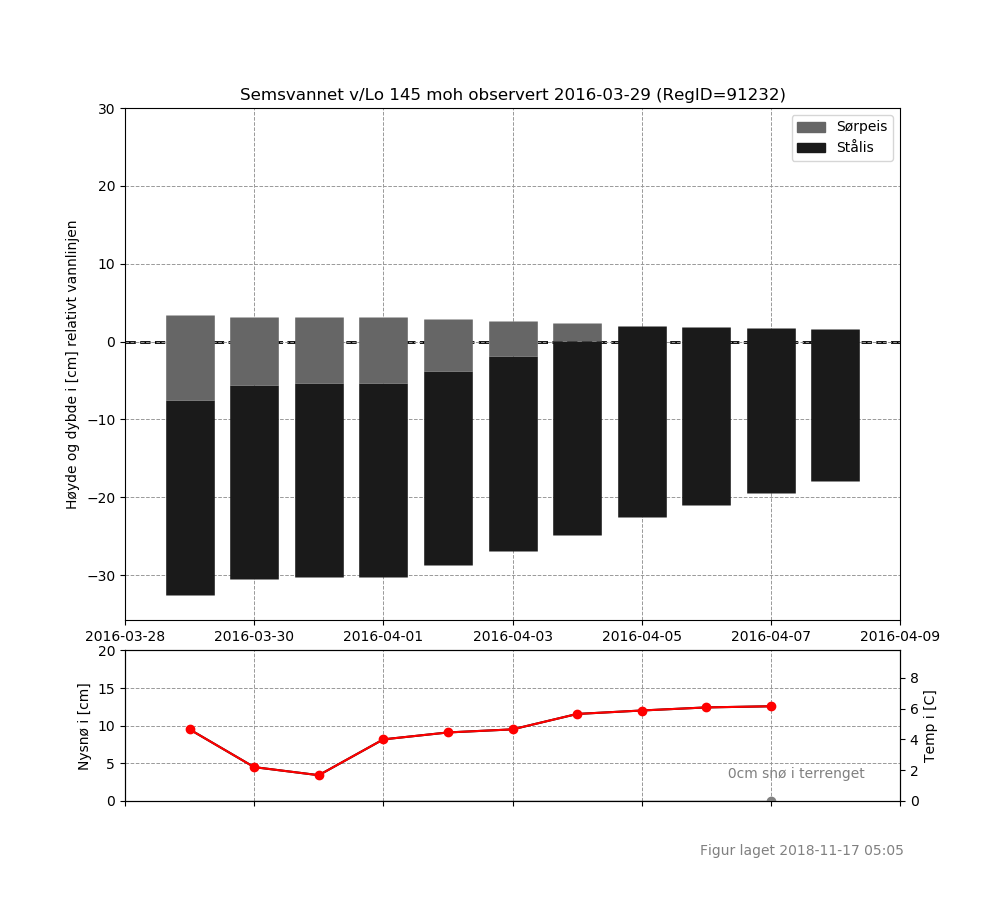 Semsvannet v/Lo 145 moh observert 2016-03-29 (RegID=91232)
Sørpeis
Stålis
Høyde og dybde i [cm] relativt vannlinjen
30
20
10
0
−10
−20
−30
2016-03-28 2016-03-30 2016-04-01 2016-04-03 2016-04-05 2016-04-07 2016-04-09
Nysnø i [cm]
20
15
10
5
0
8
6
4
2
0
Temp i [C]
0cm snø i terrenget
Figur laget 2018-11-17 05:05